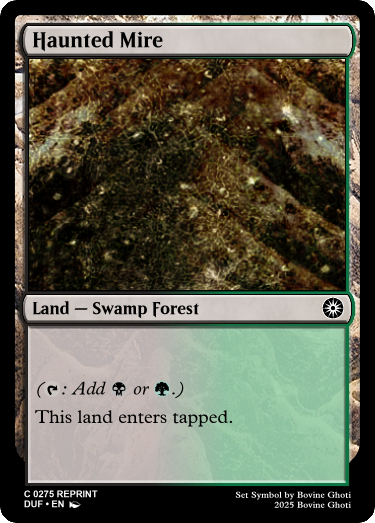 Haunted Mire
Land — Swamp Forest
(: Add or .)
This land enters tapped.
C 0275 REPRINT
DUF • EN
Set Symbol by Bovine Ghoti
2025 Bovine Ghoti